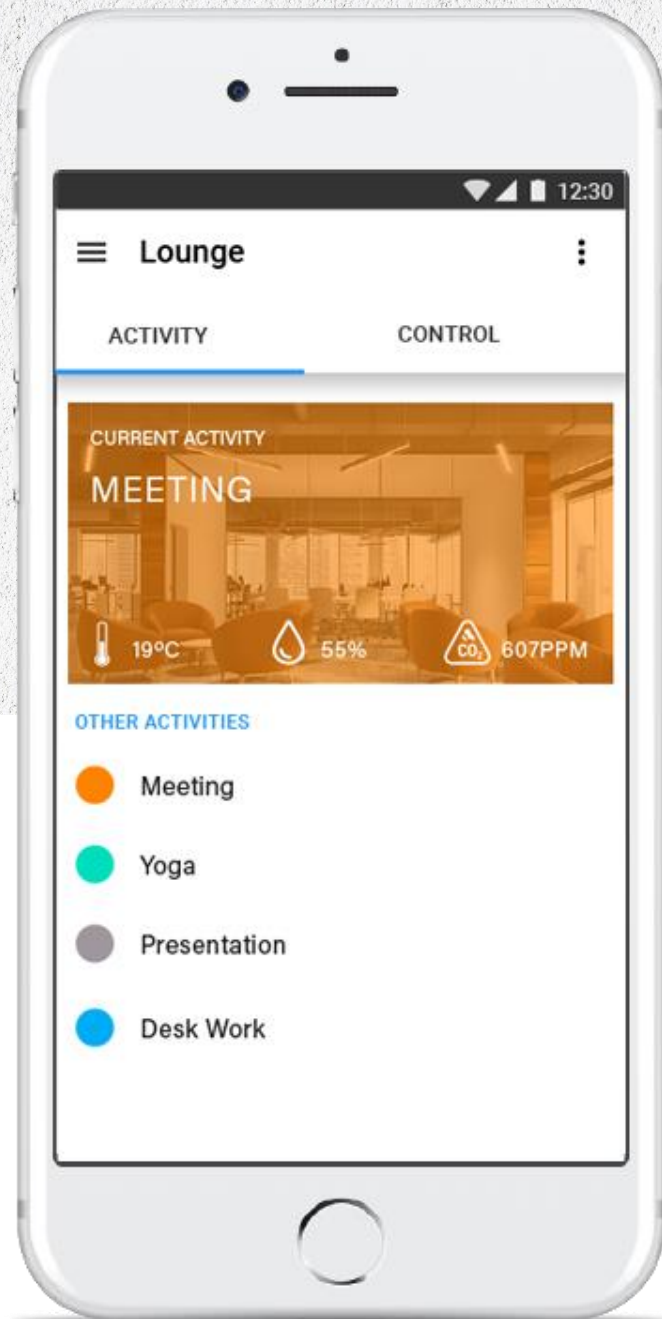 12:30
Lounge
ACTIVITY CONTROL
CURRENT ACTIVITY
MEETING
19ºC 55% CO₂ 607PPM
OTHER ACTIVITIES
Meeting
Yoga
Presentation
Desk Work